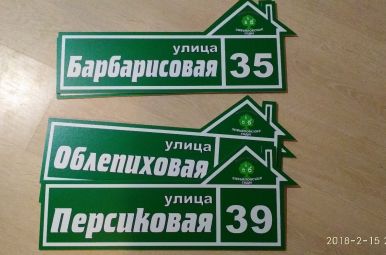 улица
Барбарисовая 35
улица
Облепиховая
улица
Персиковая 39
2018-2-15